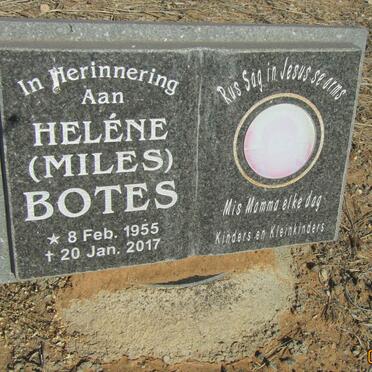 In Herinnering
Aan
HELÉNE
(MILES)
BOTES
★ 8 Feb. 1955
† 20 Jan. 2017
Rus Sag in Jesus se arms
Mis Mamma elke dag
Kinders en Kleinkinders